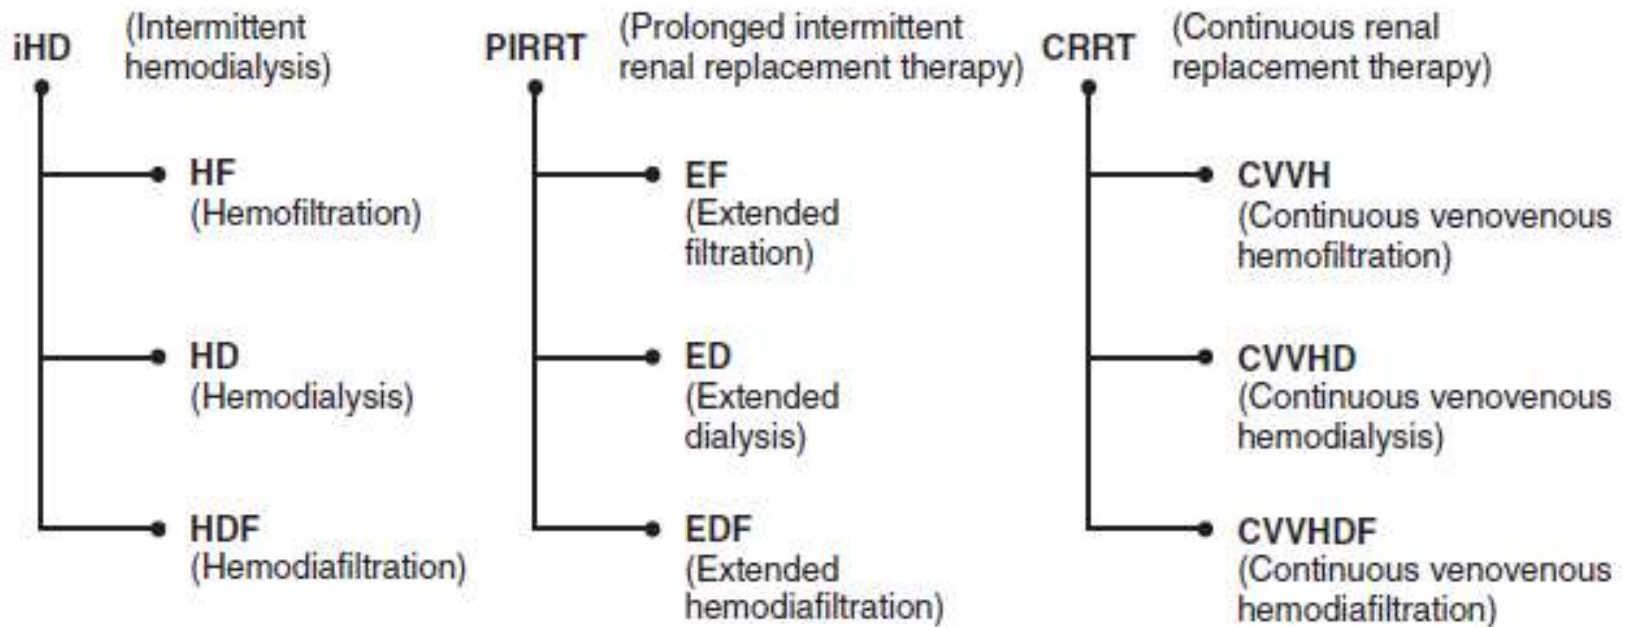 iHD
(Intermittent
hemodialysis)
HF
(Hemofiltration)
HD
(Hemodialysis)
HDF
(Hemodiafiltration)
PIRRT
(Prolonged intermittent
renal replacement therapy)
EF
(Extended
filtration)
ED
(Extended
dialysis)
EDF
(Extended
hemodiafiltration)
CRRT
(Continuous renal
replacement therapy)
CVVH
(Continuous venovenous
hemofiltration)
CVVHD
(Continuous venovenous
hemodialysis)
CVVHDF
(Continuous venovenous
hemodiafiltration)